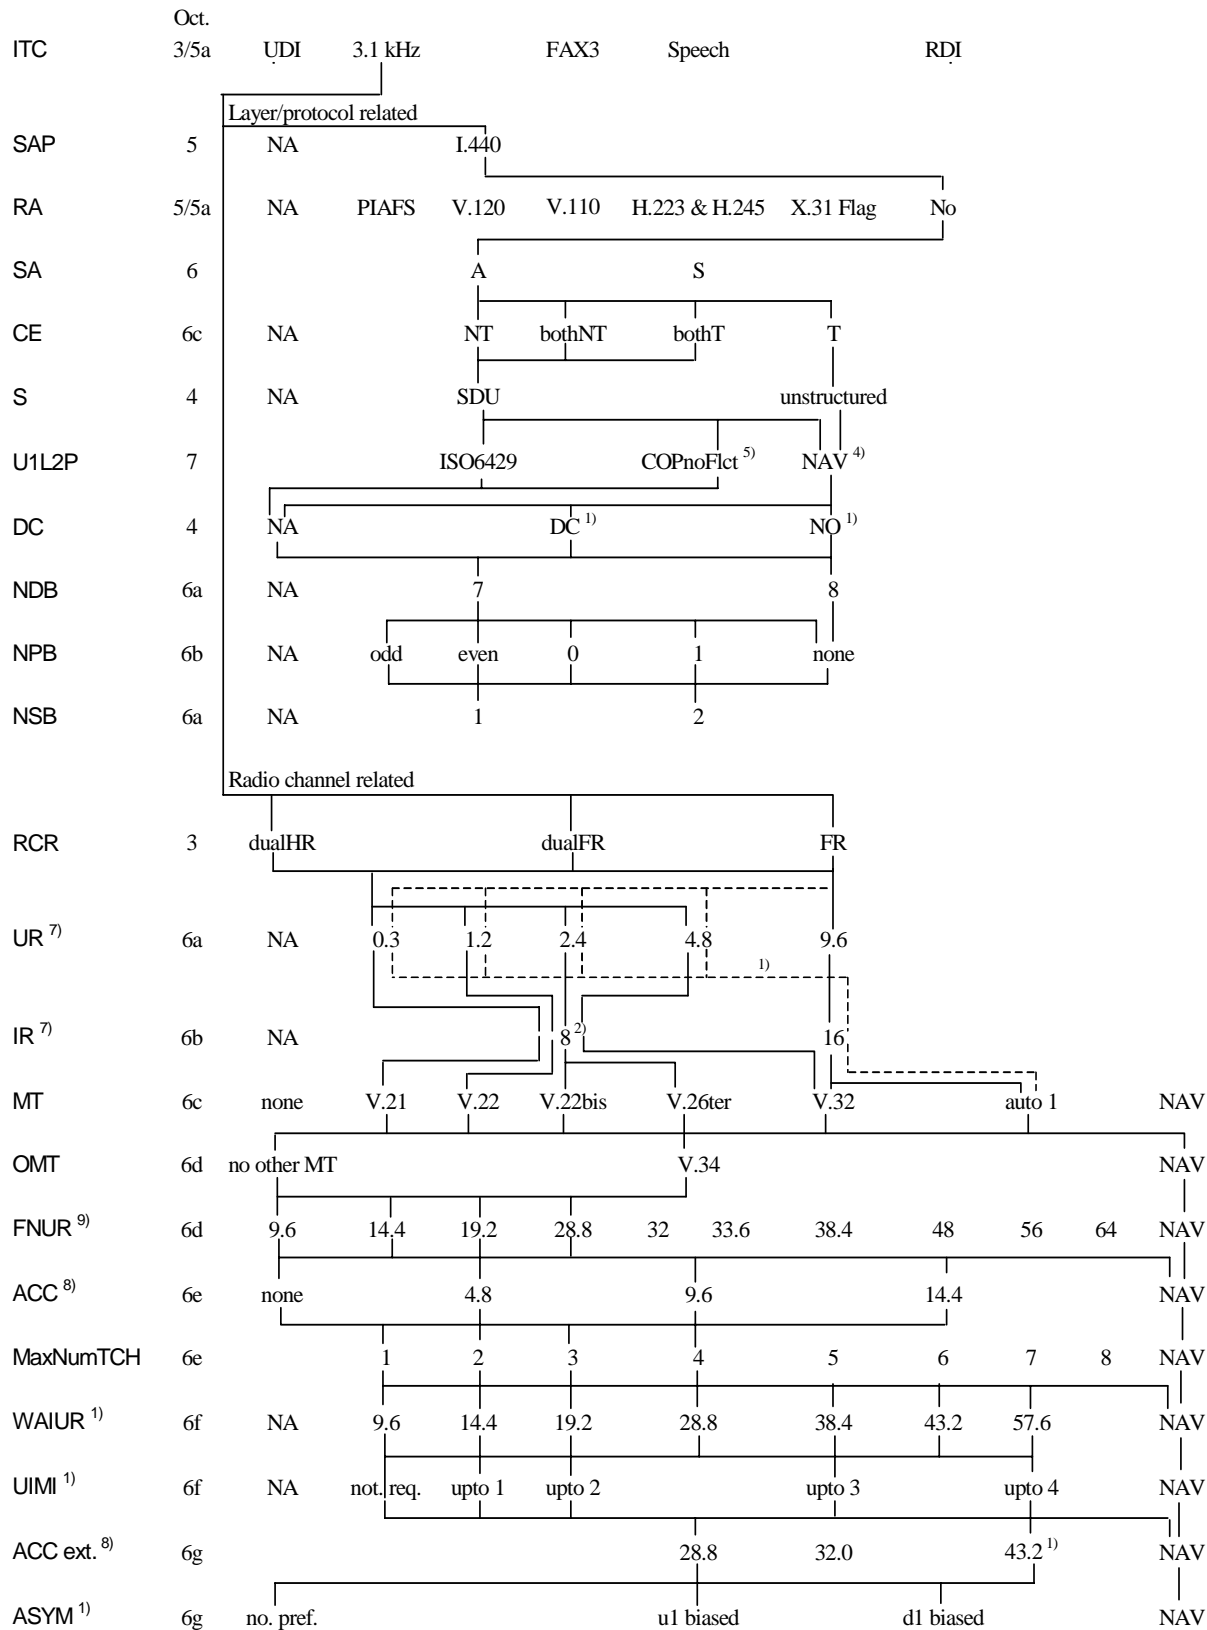 Oct.
ITC 3/5a UDI 3.1 kHz FAX3 Speech RDI
Layer/protocol related
SAP 5 NA I.440
RA 5/5a NA PIAFS V.120 V.110 H.223 & H.245 X.31 Flag No
SA 6 A S
CE 6c NA NT bothNT bothT T
S 4 NA SDU unstructured
U1L2P 7 ISO6429 COPnoFlct 5) NAV 4)
DC 4 NA DC 1) NO 1)
NDB 6a NA 7 8
NPB 6b NA odd even 0 1 none
NSB 6a NA 1 2
Radio channel related
RCR 3 dualHR dualFR FR
UR 7) 6a NA 0.3 1.2 2.4 4.8 9.6
1)
IR 7) 6b NA 8 2) 16
MT 6c none V.21 V.22 V.22bis V.26ter V.32 auto 1 NAV
OMT 6d no other MT V.34 NAV
FNUR 9) 6d 9.6 14.4 19.2 28.8 32 33.6 38.4 48 56 64 NAV
ACC 8) 6e none 4.8 9.6 14.4 NAV
MaxNumTCH 6e 1 2 3 4 5 6 7 8 NAV
WAIUR 1) 6f NA 9.6 14.4 19.2 28.8 38.4 43.2 57.6 NAV
UIMI 1) 6f NA not. req. upto 1 upto 2 upto 3 upto 4 NAV
ACC ext. 8) 6g 28.8 32.0 43.2 1) NAV
ASYM 1) 6g no. pref. u1 biased d1 biased NAV